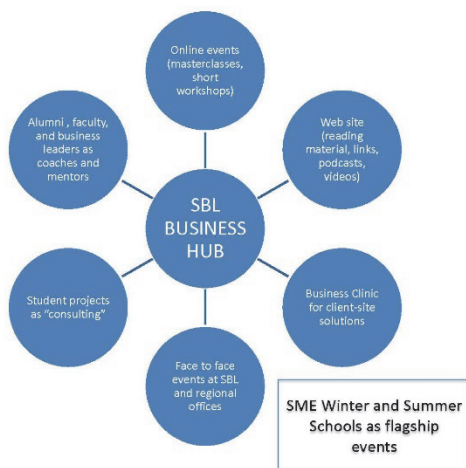 Online events
(masterclasses,
short
workshops)
Alumni , faculty,
and business
leaders as
coaches and
mentors
Web site
(reading
material, links,
podcasts,
videos)
SBL
BUSINESS
HUB
Student projects
as "consulting"
Business Clinic
for client-site
solutions
Face to face
events at SBL
and regional
offices
SME Winter and Summer
Schools as flagship
events